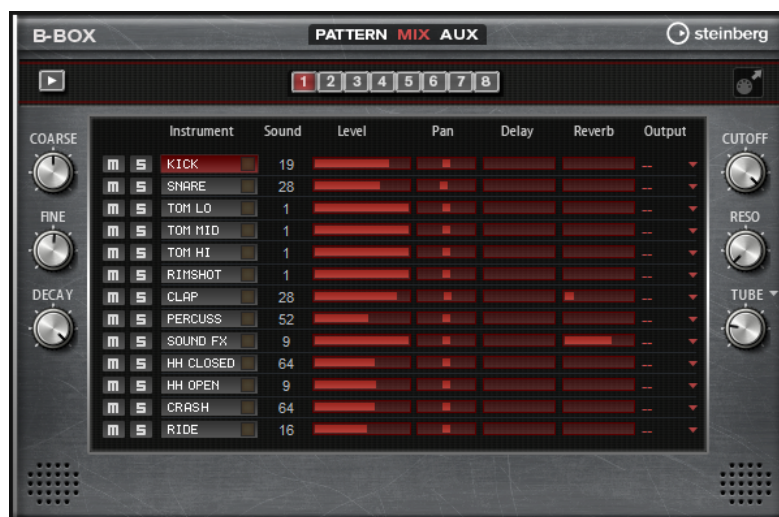 B-BOX PATTERN MIX AUX steinberg
1 2 3 4 5 6 7 8
Instrument Sound Level Pan Delay Reverb Output
COARSE
FINE
DECAY
m S KICK 19 --
m S SNARE 28 --
m S TOM LO 1 --
m S TOM MID 1 --
m S TOM HI 1 --
m S RIMSHOT 1 --
m S CLAP 28 --
m S PERCUSS 52 --
m S SOUND FX 9 --
m S HH CLOSED 64 --
m S HH OPEN 9 --
m S CRASH 64 --
m S RIDE 16 --
CUTOFF
RESO
TUBE